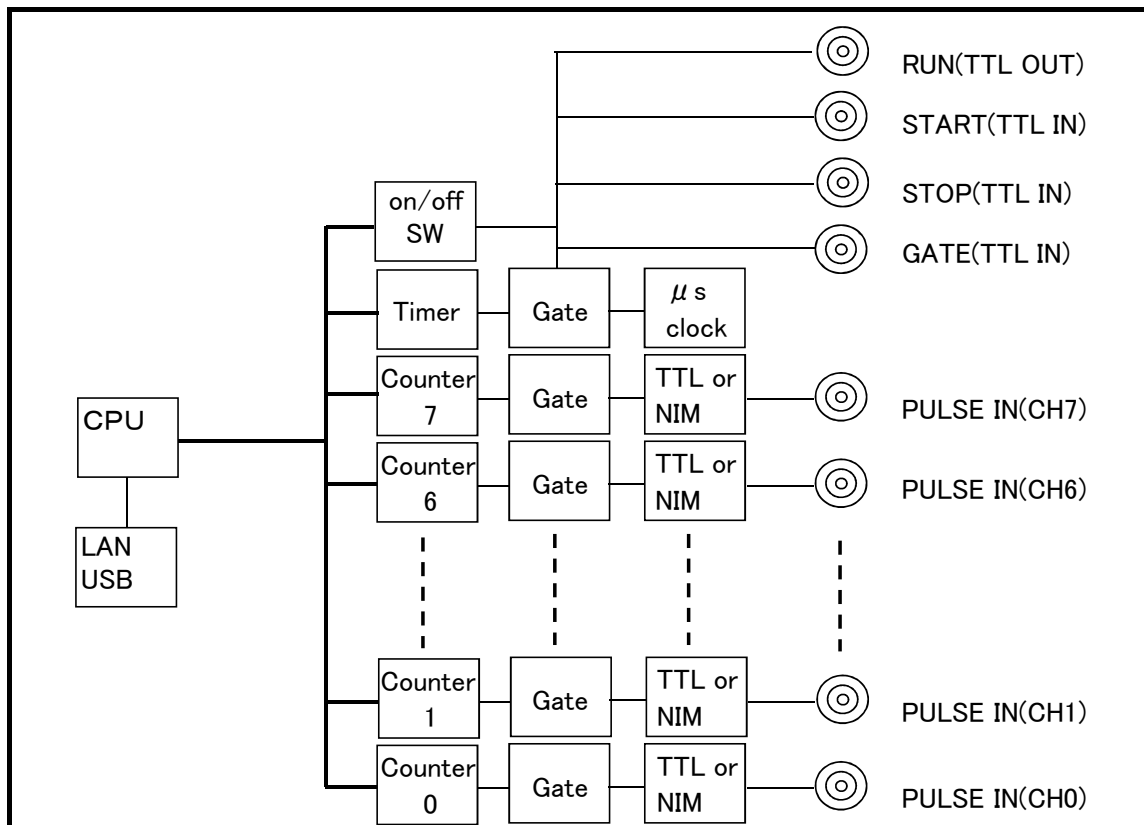 RUN(TTL OUT)
START(TTL IN)
STOP(TTL IN)
GATE(TTL IN)
on/off
SW
Timer
Gate
μs
clock
Counter
7
Gate
TTL or
NIM
PULSE IN(CH7)
CPU
Counter
6
Gate
TTL or
NIM
PULSE IN(CH6)
LAN
USB
Counter
1
Gate
TTL or
NIM
PULSE IN(CH1)
Counter
0
Gate
TTL or
NIM
PULSE IN(CH0)